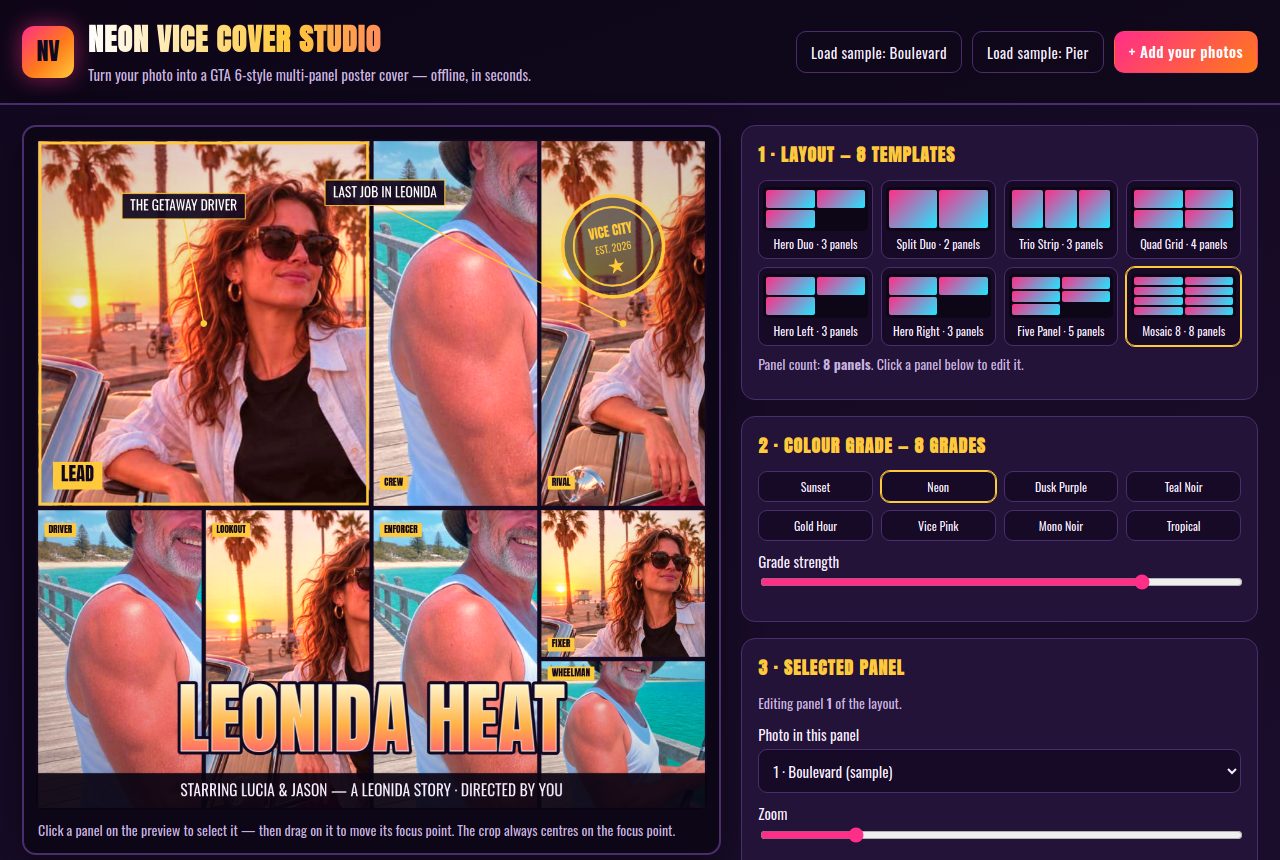 NV
NEON VICE COVER STUDIO
Turn your photo into a GTA 6-style multi-panel poster cover — offline, in seconds.
Load sample: Boulevard
Load sample: Pier
+ Add your photos
THE GETAWAY DRIVER
LAST JOB IN LEONIDA
VICE CITY
EST. 2026
LEAD
CREW
RIVAL
DRIVER
LOOKOUT
ENFORCER
FIXER
WHEELMAN
LEONIDA HEAT
STARRING LUCIA & JASON — A LEONIDA STORY · DIRECTED BY YOU
Click a panel on the preview to select it — then drag on it to move its focus point. The crop always centres on the focus point.
1 · LAYOUT – 8 TEMPLATES
Hero Duo · 3 panels
Split Duo · 2 panels
Trio Strip · 3 panels
Quad Grid · 4 panels
Hero Left · 3 panels
Hero Right · 3 panels
Five Panel · 5 panels
Mosaic 8 · 8 panels
Panel count: 8 panels. Click a panel below to edit it.
2 · COLOUR GRADE – 8 GRADES
Sunset
Neon
Dusk Purple
Teal Noir
Gold Hour
Vice Pink
Mono Noir
Tropical
Grade strength
3 · SELECTED PANEL
Editing panel 1 of the layout.
Photo in this panel
1 · Boulevard (sample)
Zoom